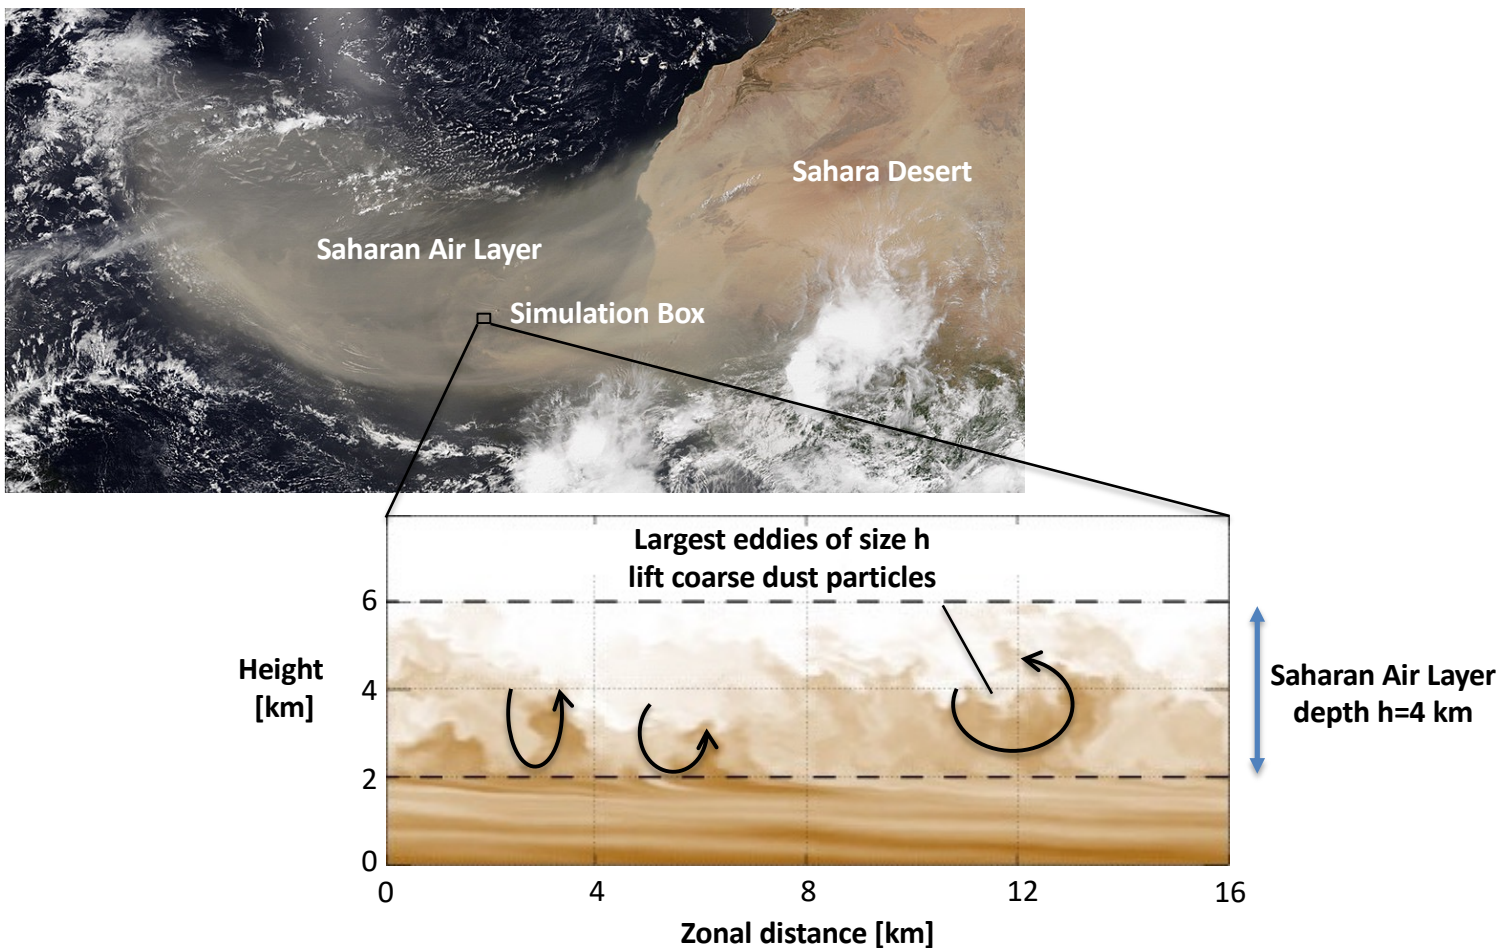 Sahara Desert
Saharan Air Layer
Simulation Box
Largest eddies of size h
lift coarse dust particles
6
4
2
0
Height
[km]
Saharan Air Layer
depth h=4 km
0 4 8 12 16
Zonal distance [km]